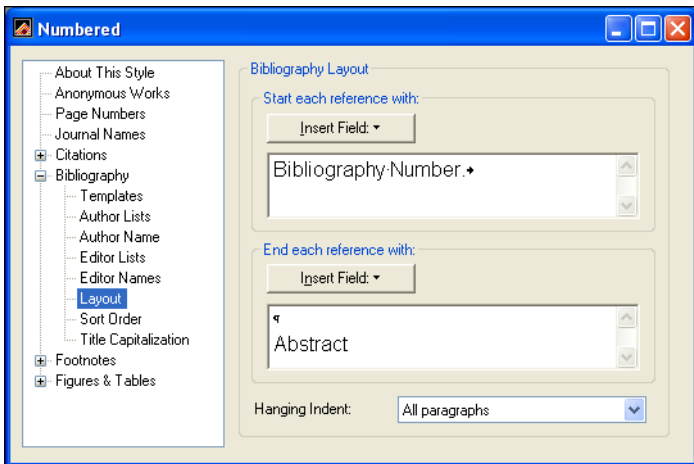 Numbered
About This Style
Anonymous Works
Page Numbers
Journal Names
Citations
Bibliography
Templates
Author Lists
Author Name
Editor Lists
Editor Names
Layout
Sort Order
Title Capitalization
Footnotes
Figures & Tables
Bibliography Layout
Start each reference with:
Insert Field:
Bibliography·Number.→
End each reference with:
Insert Field:
¶
Abstract
Hanging Indent: All paragraphs